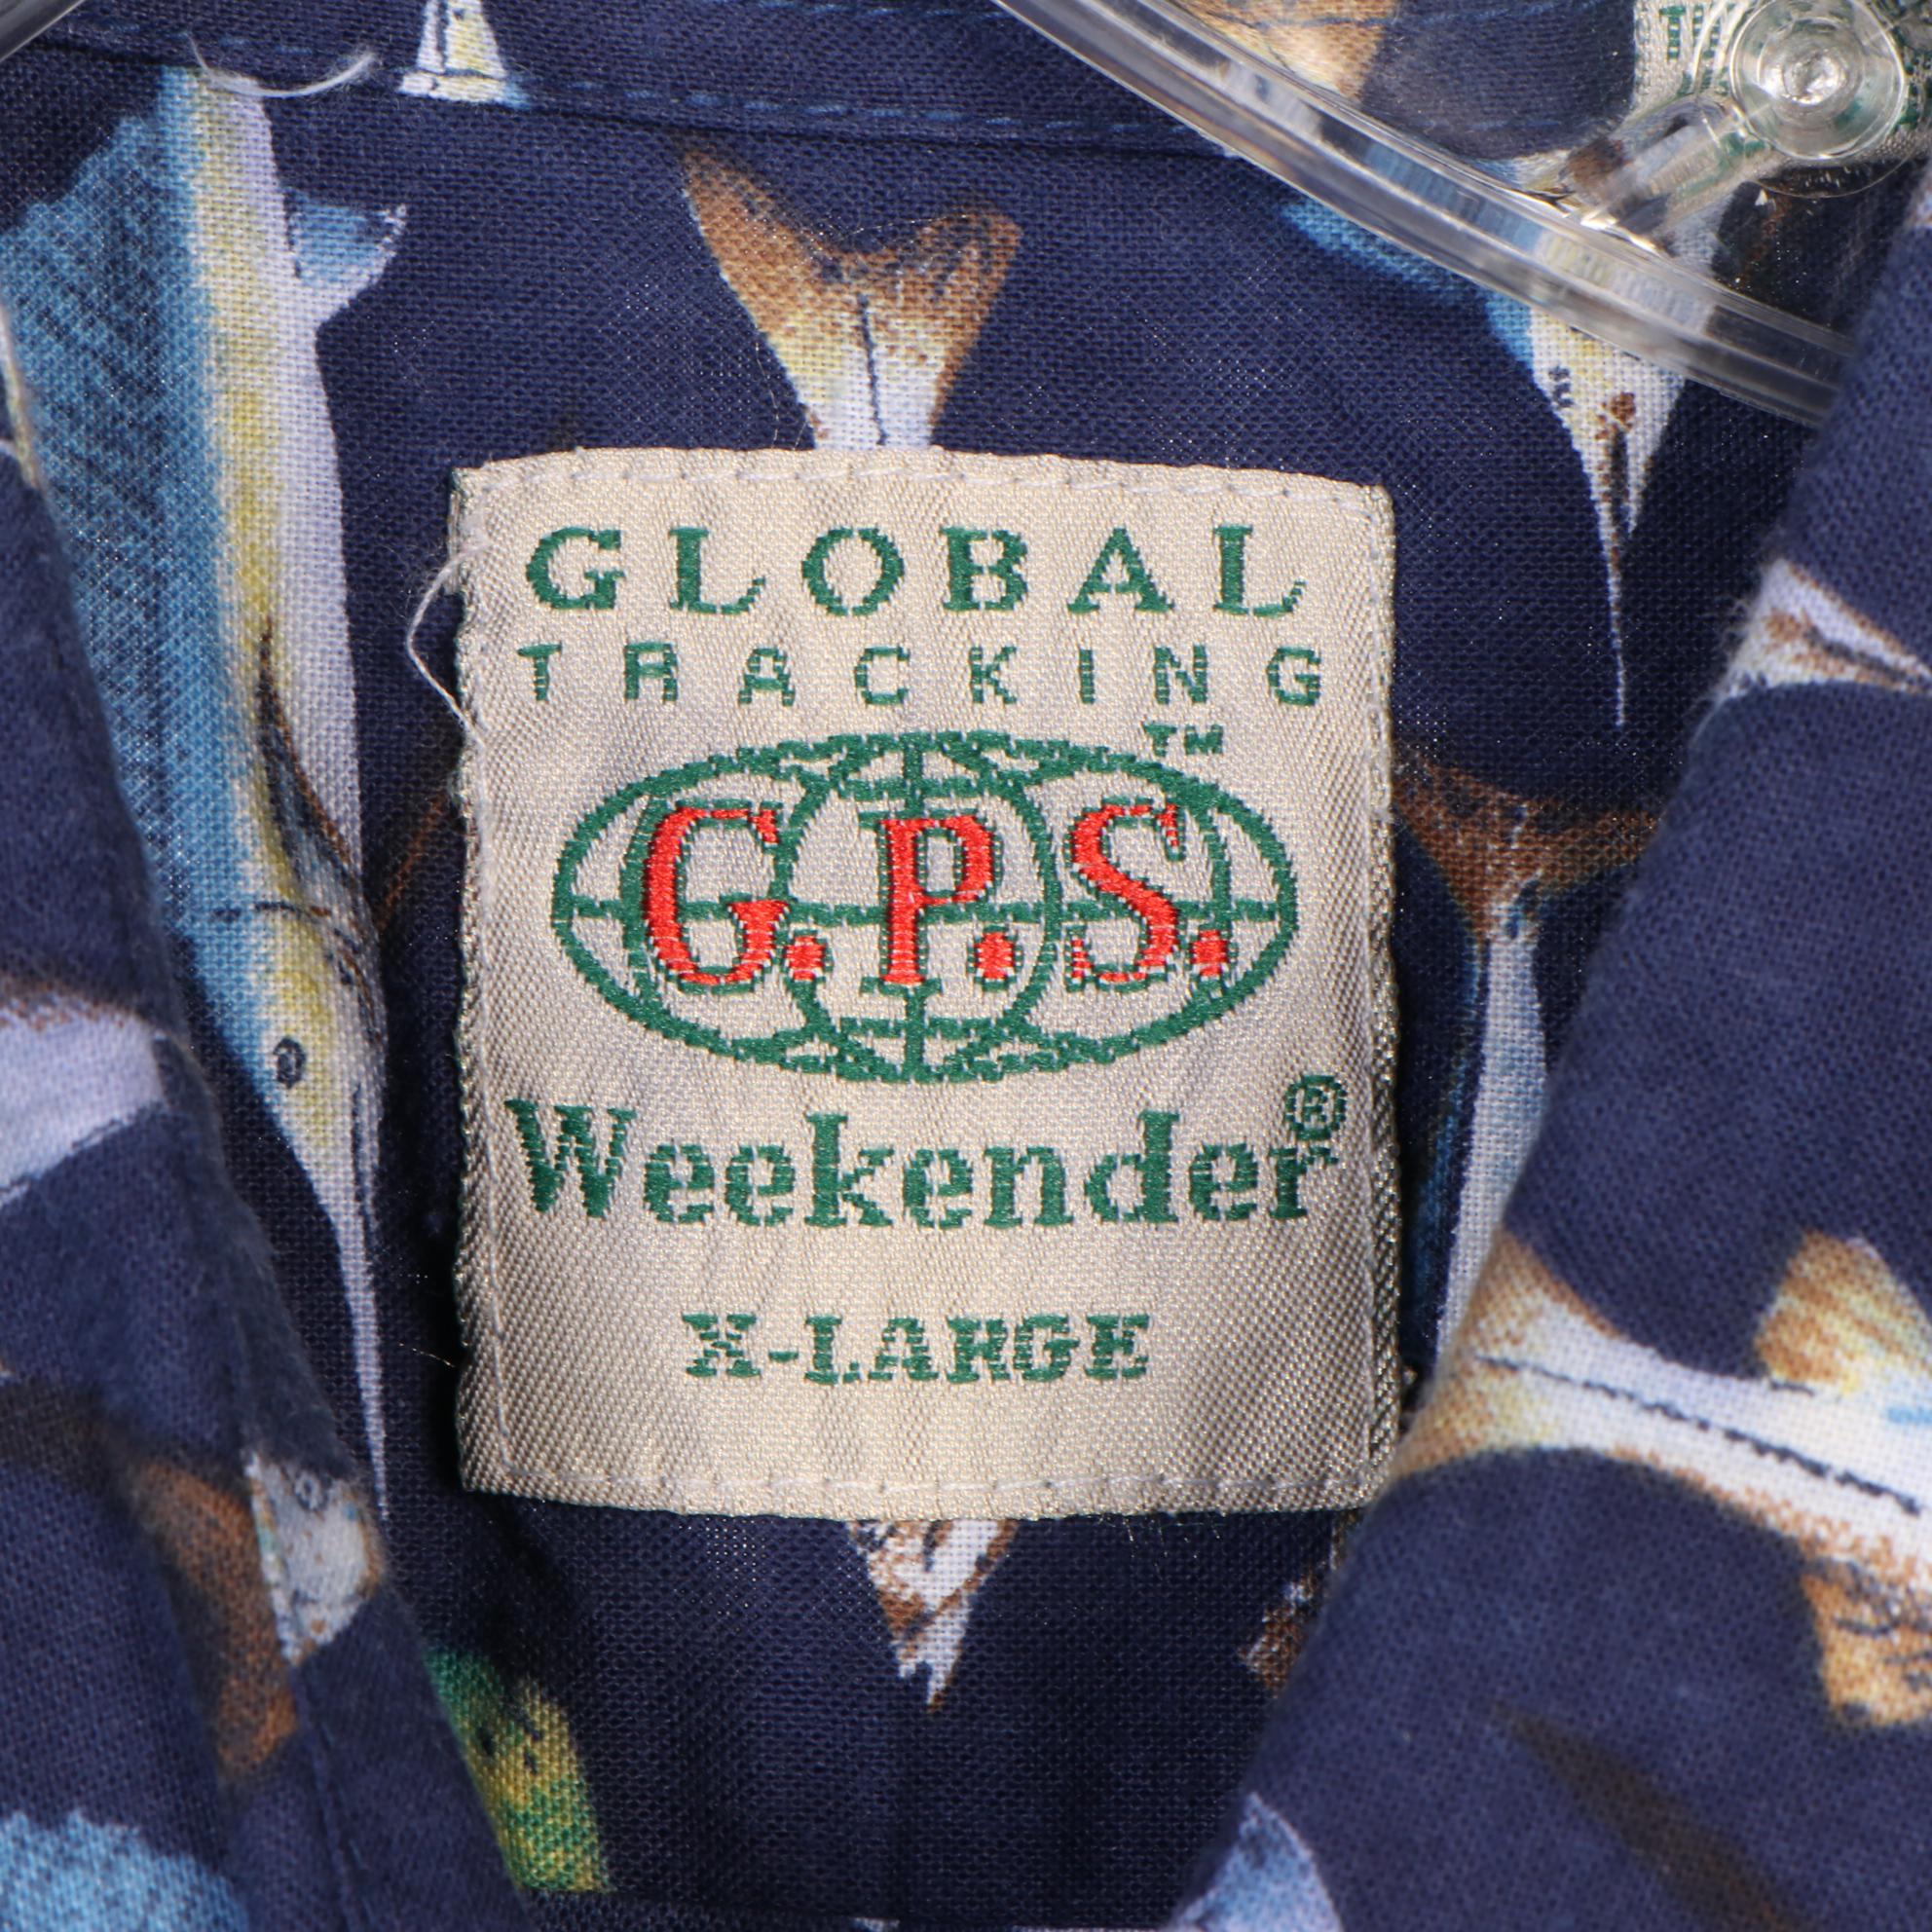 GLOBAL
TRACKING
™
G.P.S.
Weekender®
X-LARGE